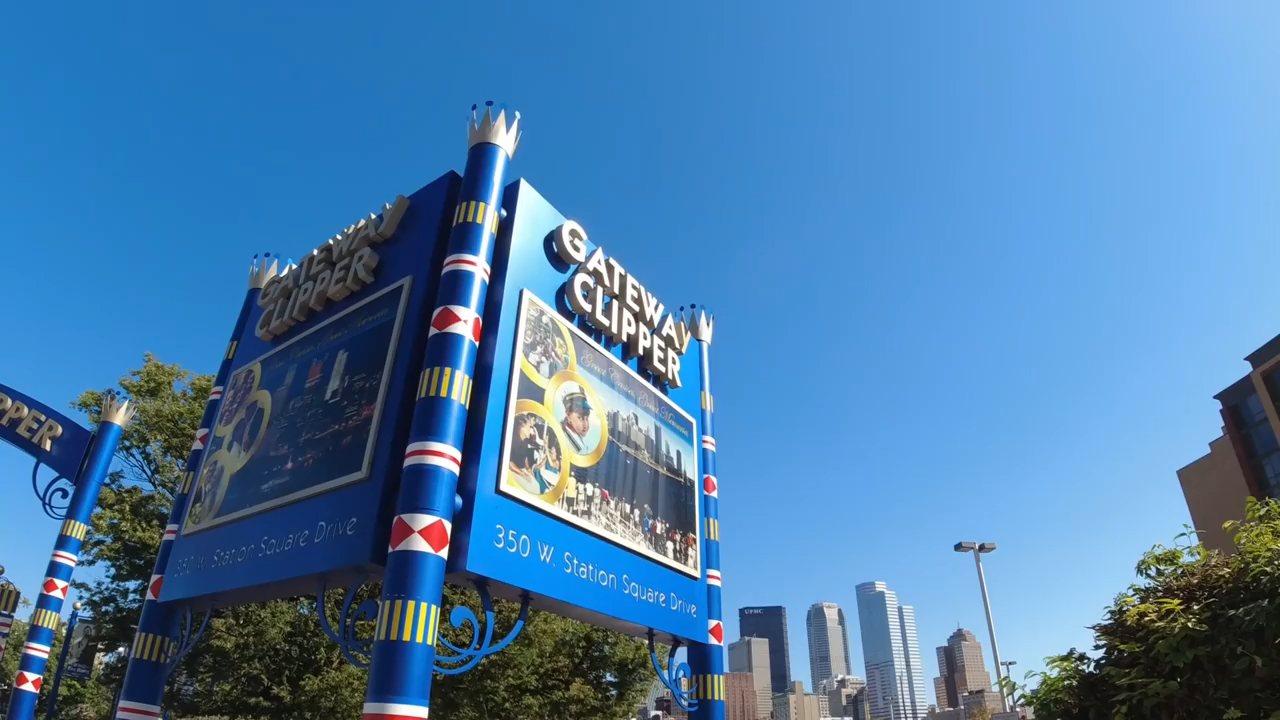 GATEWAY
CLIPPER
350 W. Station Square Drive
GATEWAY
CLIPPER
350 W. Station Square Drive
PPER
UPMC